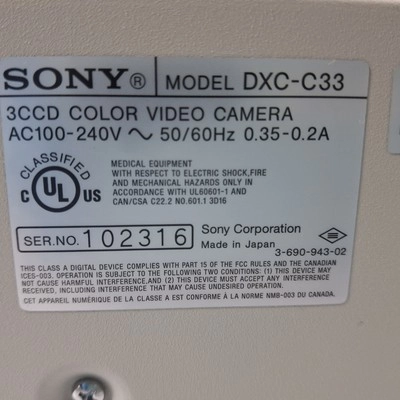 SONY® MODEL DXC-C33
3CCD COLOR VIDEO CAMERA
AC100-240V ~ 50/60Hz 0.35-0.2A
CLASSIFIED
C UL US
MEDICAL EQUIPMENT
WITH RESPECT TO ELECTRIC SHOCK,FIRE
AND MECHANICAL HAZARDS ONLY IN
ACCORDANCE WITH UL60601-1 AND
CAN/CSA C22.2 NO.601.1 3D16
SER.NO. 102316
Sony Corporation
Made in Japan
3-690-943-02
THIS CLASS A DIGITAL DEVICE COMPLIES WITH PART 15 OF THE FCC RULES AND THE CANADIAN
ICES-003. OPERATION IS SUBJECT TO THE FOLLOWING TWO CONDITIONS: (1) THIS DEVICE MAY
NOT CAUSE HARMFUL INTERFERENCE,AND (2) THIS DEVICE MUST ACCEPT ANY INTERFERENCE
RECEIVED, INCLUDING INTERFERENCE THAT MAY CAUSE UNDESIRED OPERATION.
CET APPAREIL NUMÉRIQUE DE LA CLASSE A EST CONFORME À LA NORME NMB-003 DU CANADA.